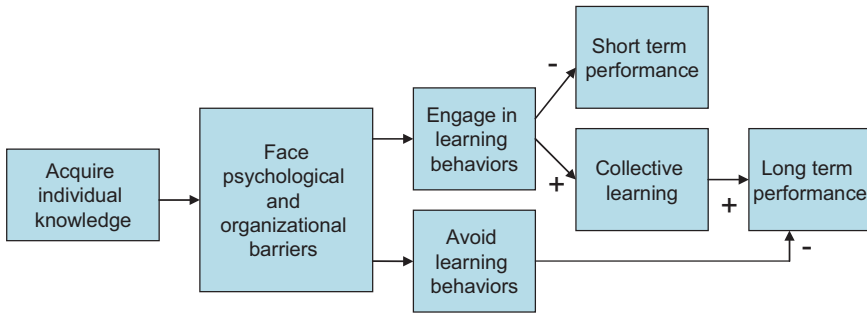 Acquire
individual
knowledge
Face
psychological
and
organizational
barriers
Engage in
learning
behaviors
Avoid
learning
behaviors
-
Short term
performance
+
Collective
learning
+
Long term
performance
-